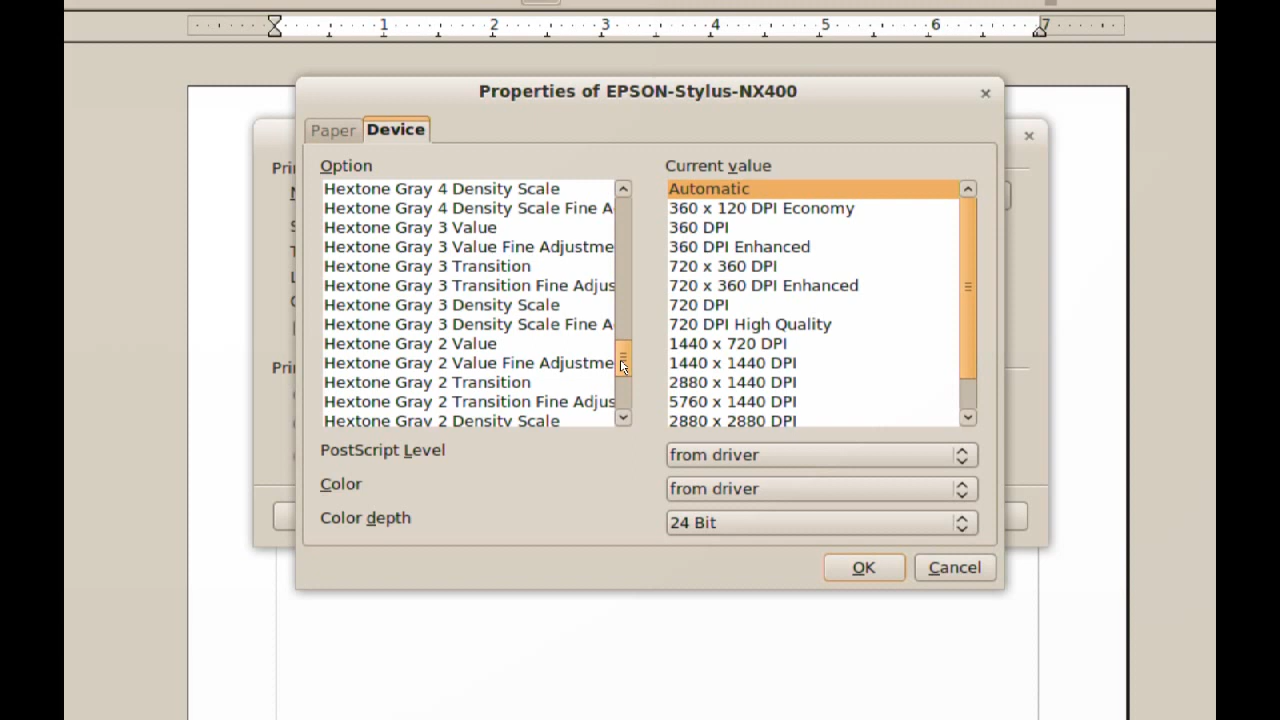 1 2 3 4 5 6 7
Properties of EPSON-Stylus-NX400
Paper Device
Option
Current value
Hextone Gray 4 Density Scale
Hextone Gray 4 Density Scale Fine A
Hextone Gray 3 Value
Hextone Gray 3 Value Fine Adjustme
Hextone Gray 3 Transition
Hextone Gray 3 Transition Fine Adjus
Hextone Gray 3 Density Scale
Hextone Gray 3 Density Scale Fine A
Hextone Gray 2 Value
Hextone Gray 2 Value Fine Adjustme
Hextone Gray 2 Transition
Hextone Gray 2 Transition Fine Adjus
Hextone Gray 2 Density Scale
Automatic
360 x 120 DPI Economy
360 DPI
360 DPI Enhanced
720 x 360 DPI
720 x 360 DPI Enhanced
720 DPI
720 DPI High Quality
1440 x 720 DPI
1440 x 1440 DPI
2880 x 1440 DPI
5760 x 1440 DPI
2880 x 2880 DPI
PostScript Level
from driver
Color
from driver
Color depth
24 Bit
OK
Cancel
Pri
Pri